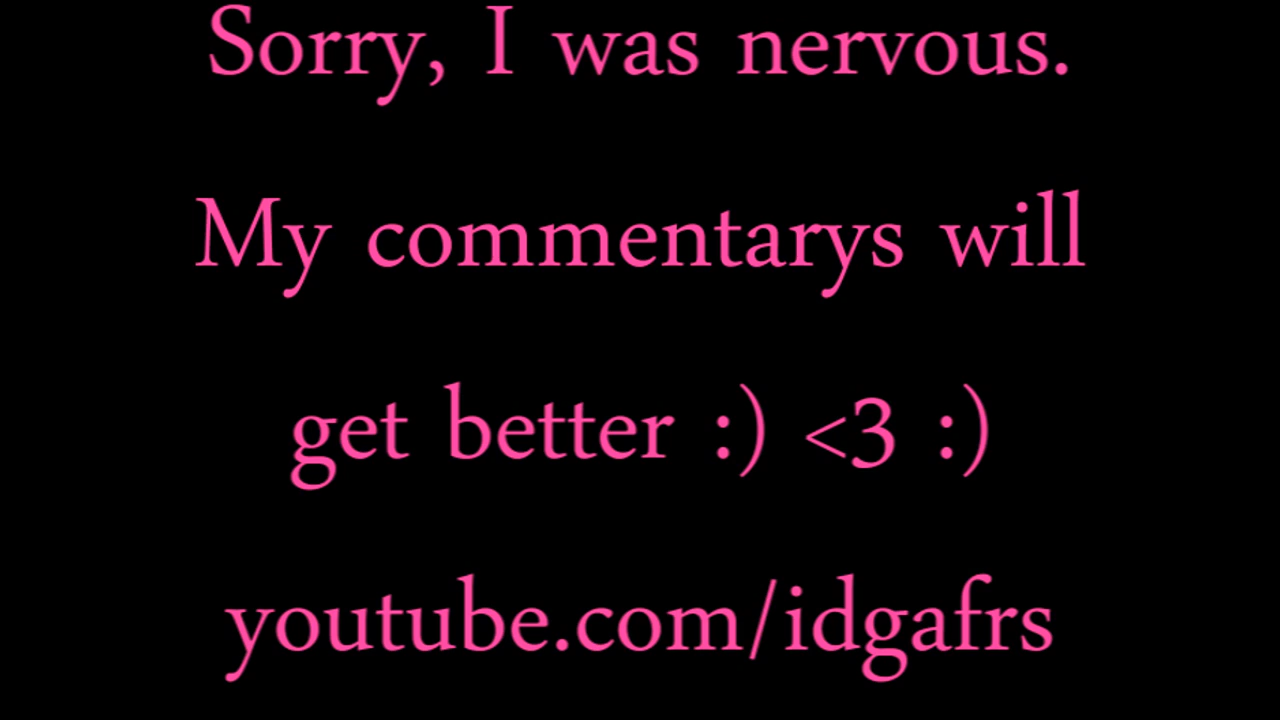 Sorry, I was nervous.
My commentarys will
get better :) <3 :)
youtube.com/idgafrs